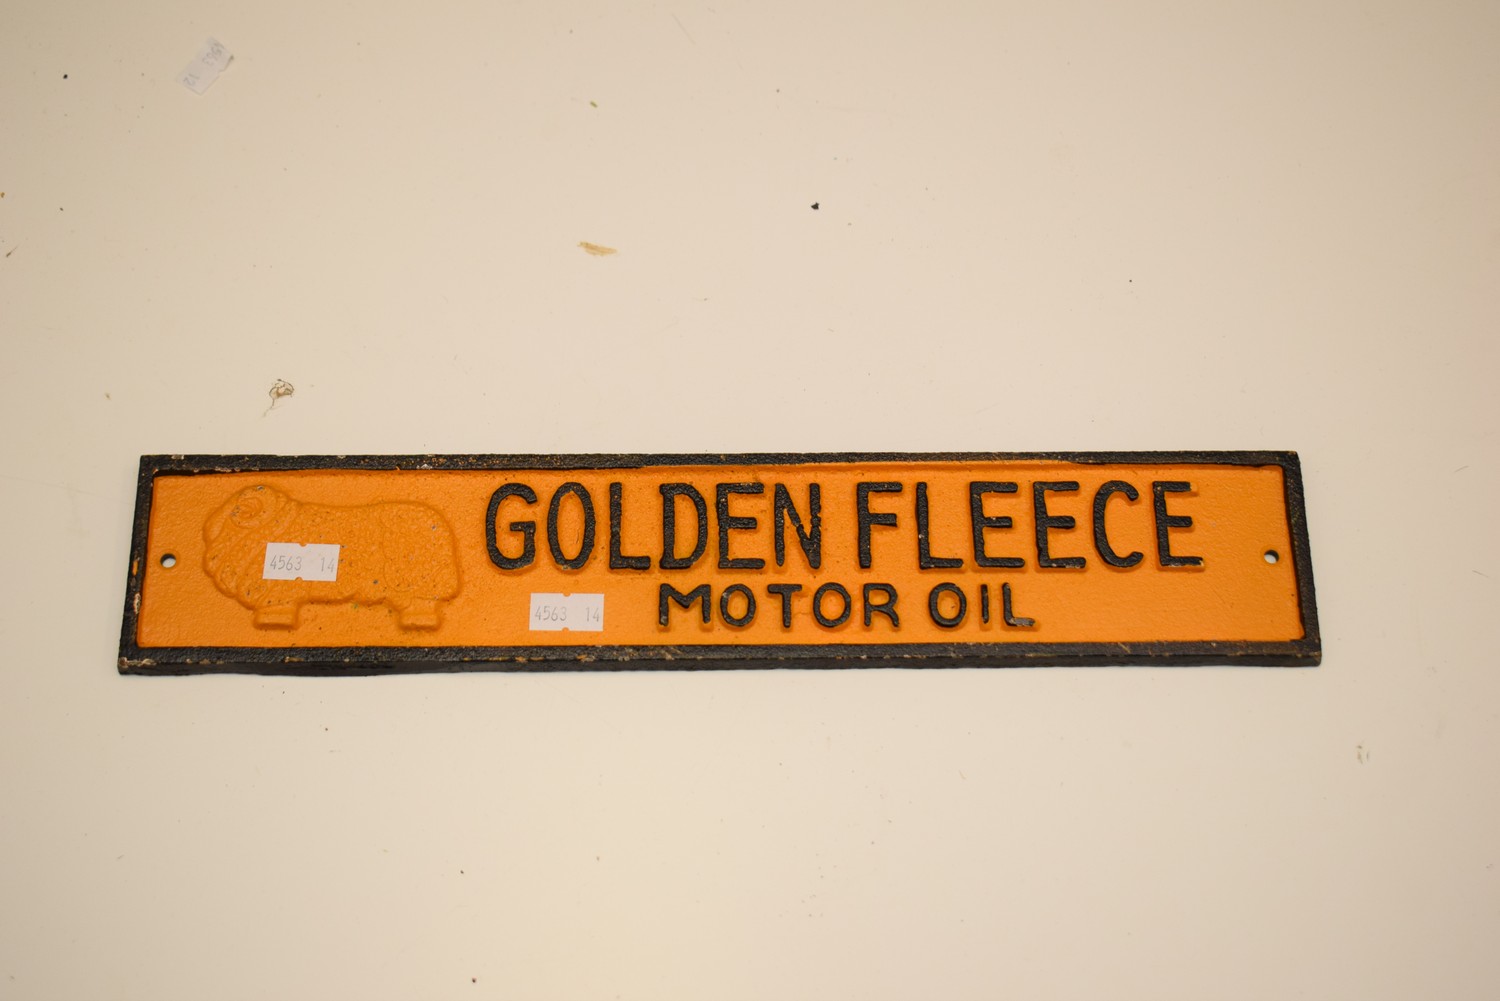 GOLDEN FLEECE
MOTOR OIL
4563 14
4563 14